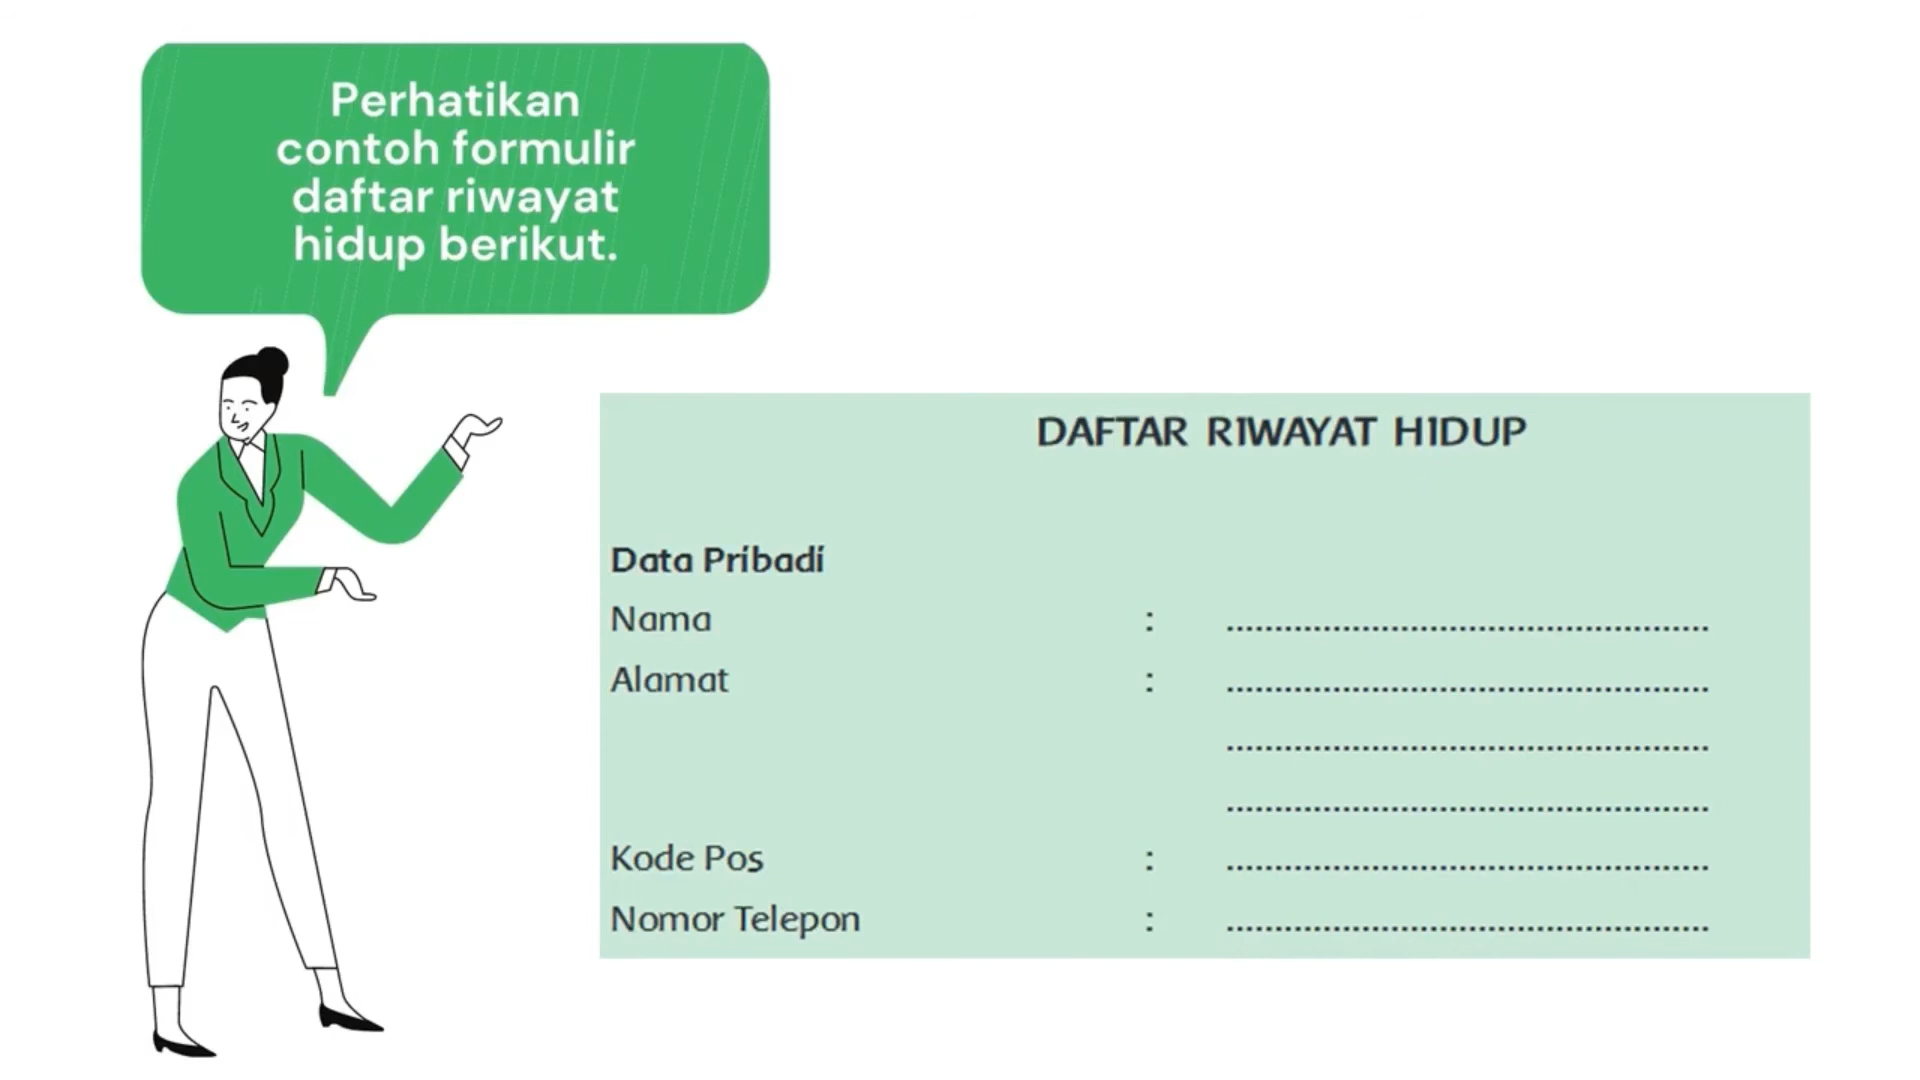 Perhatikan
contoh formulir
daftar riwayat
hidup berikut.
DAFTAR RIWAYAT HIDUP
Data Pribadi
Nama : ..................................................
Alamat : ..................................................
..................................................
..................................................
Kode Pos : ..................................................
Nomor Telepon : ..................................................